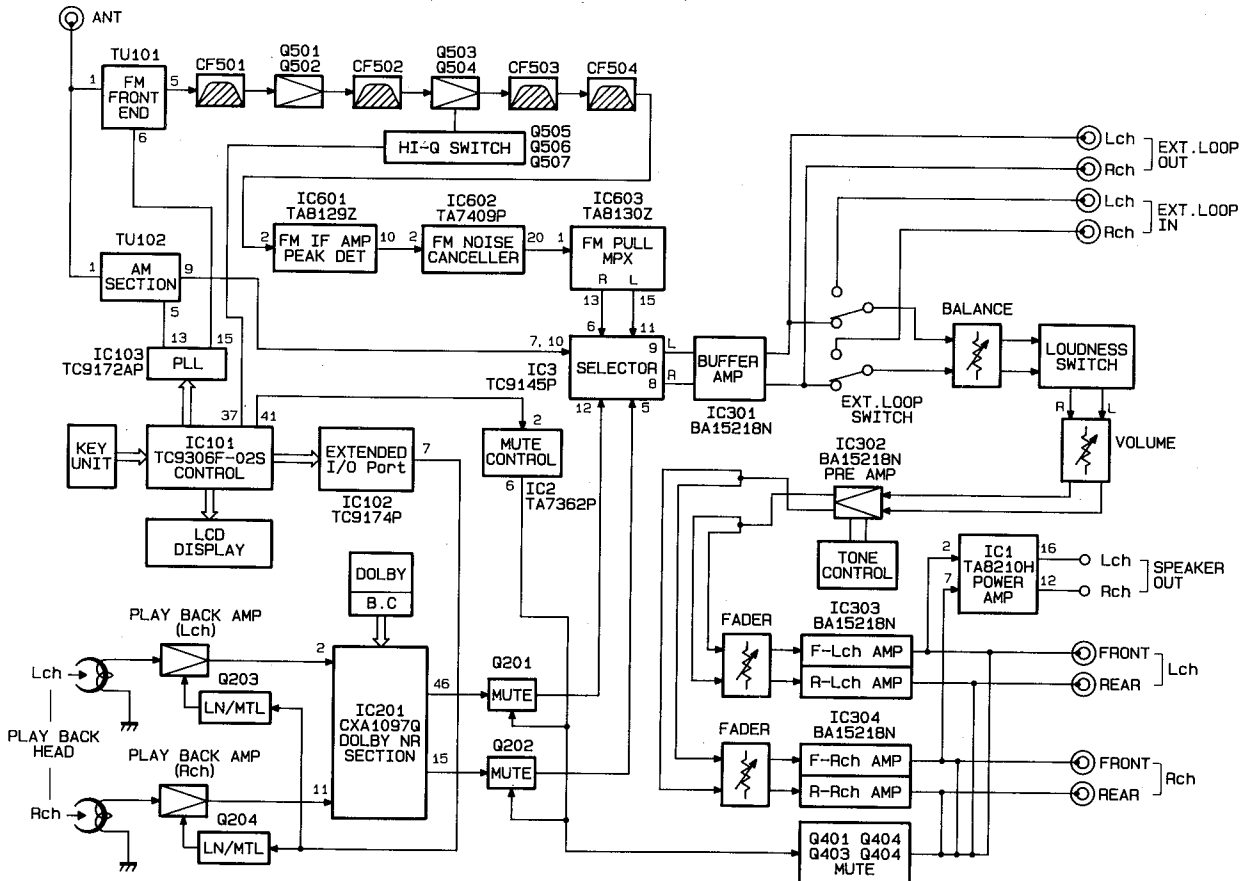 ANT
TU101
1
FM
FRONT
END
5
6
CF501
Q501
Q502
CF502
Q503
Q504
CF503
CF504
HI-Q SWITCH
Q505
Q506
Q507
IC601
TA8129Z
2
FM IF AMP
PEAK DET
10
IC602
TA7409P
2
FM NOISE
CANCELLER
20
IC603
TA8130Z
1
FM PULL
MPX
R L
13 15
TU102
1
AM
SECTION
9
5
13 15
IC103
TC9172AP
PLL
37 41
KEY
UNIT
IC101
TC9306F-02S
CONTROL
EXTENDED
I/O Port
7
IC102
TC9174P
LCD
DISPLAY
2
MUTE
CONTROL
6
IC2
TA7362P
6 11
7, 10
IC3
TC9145P
SELECTOR
9
8
12 5
L
R
BUFFER
AMP
IC301
BA15218N
Lch
Rch
EXT.LOOP
OUT
Lch
Rch
EXT.LOOP
IN
EXT.LOOP
SWITCH
BALANCE
LOUDNESS
SWITCH
R L
VOLUME
IC302
BA15218N
PRE AMP
TONE
CONTROL
2
7
IC1
TA8210H
POWER
AMP
16
12
Lch
Rch
SPEAKER
OUT
DOLBY
B.C
PLAY BACK AMP
(Lch)
Lch
PLAY BACK
HEAD
Rch
Q203
LN/MTL
PLAY BACK AMP
(Rch)
Q204
LN/MTL
2
11
IC201
CXA1097Q
DOLBY NR
SECTION
46
15
Q201
MUTE
Q202
MUTE
FADER
IC303
BA15218N
F-Lch AMP
R-Lch AMP
FRONT
REAR
Lch
FADER
IC304
BA15218N
F-Rch AMP
R-Rch AMP
FRONT
REAR
Rch
Q401 Q404
Q403 Q404
MUTE